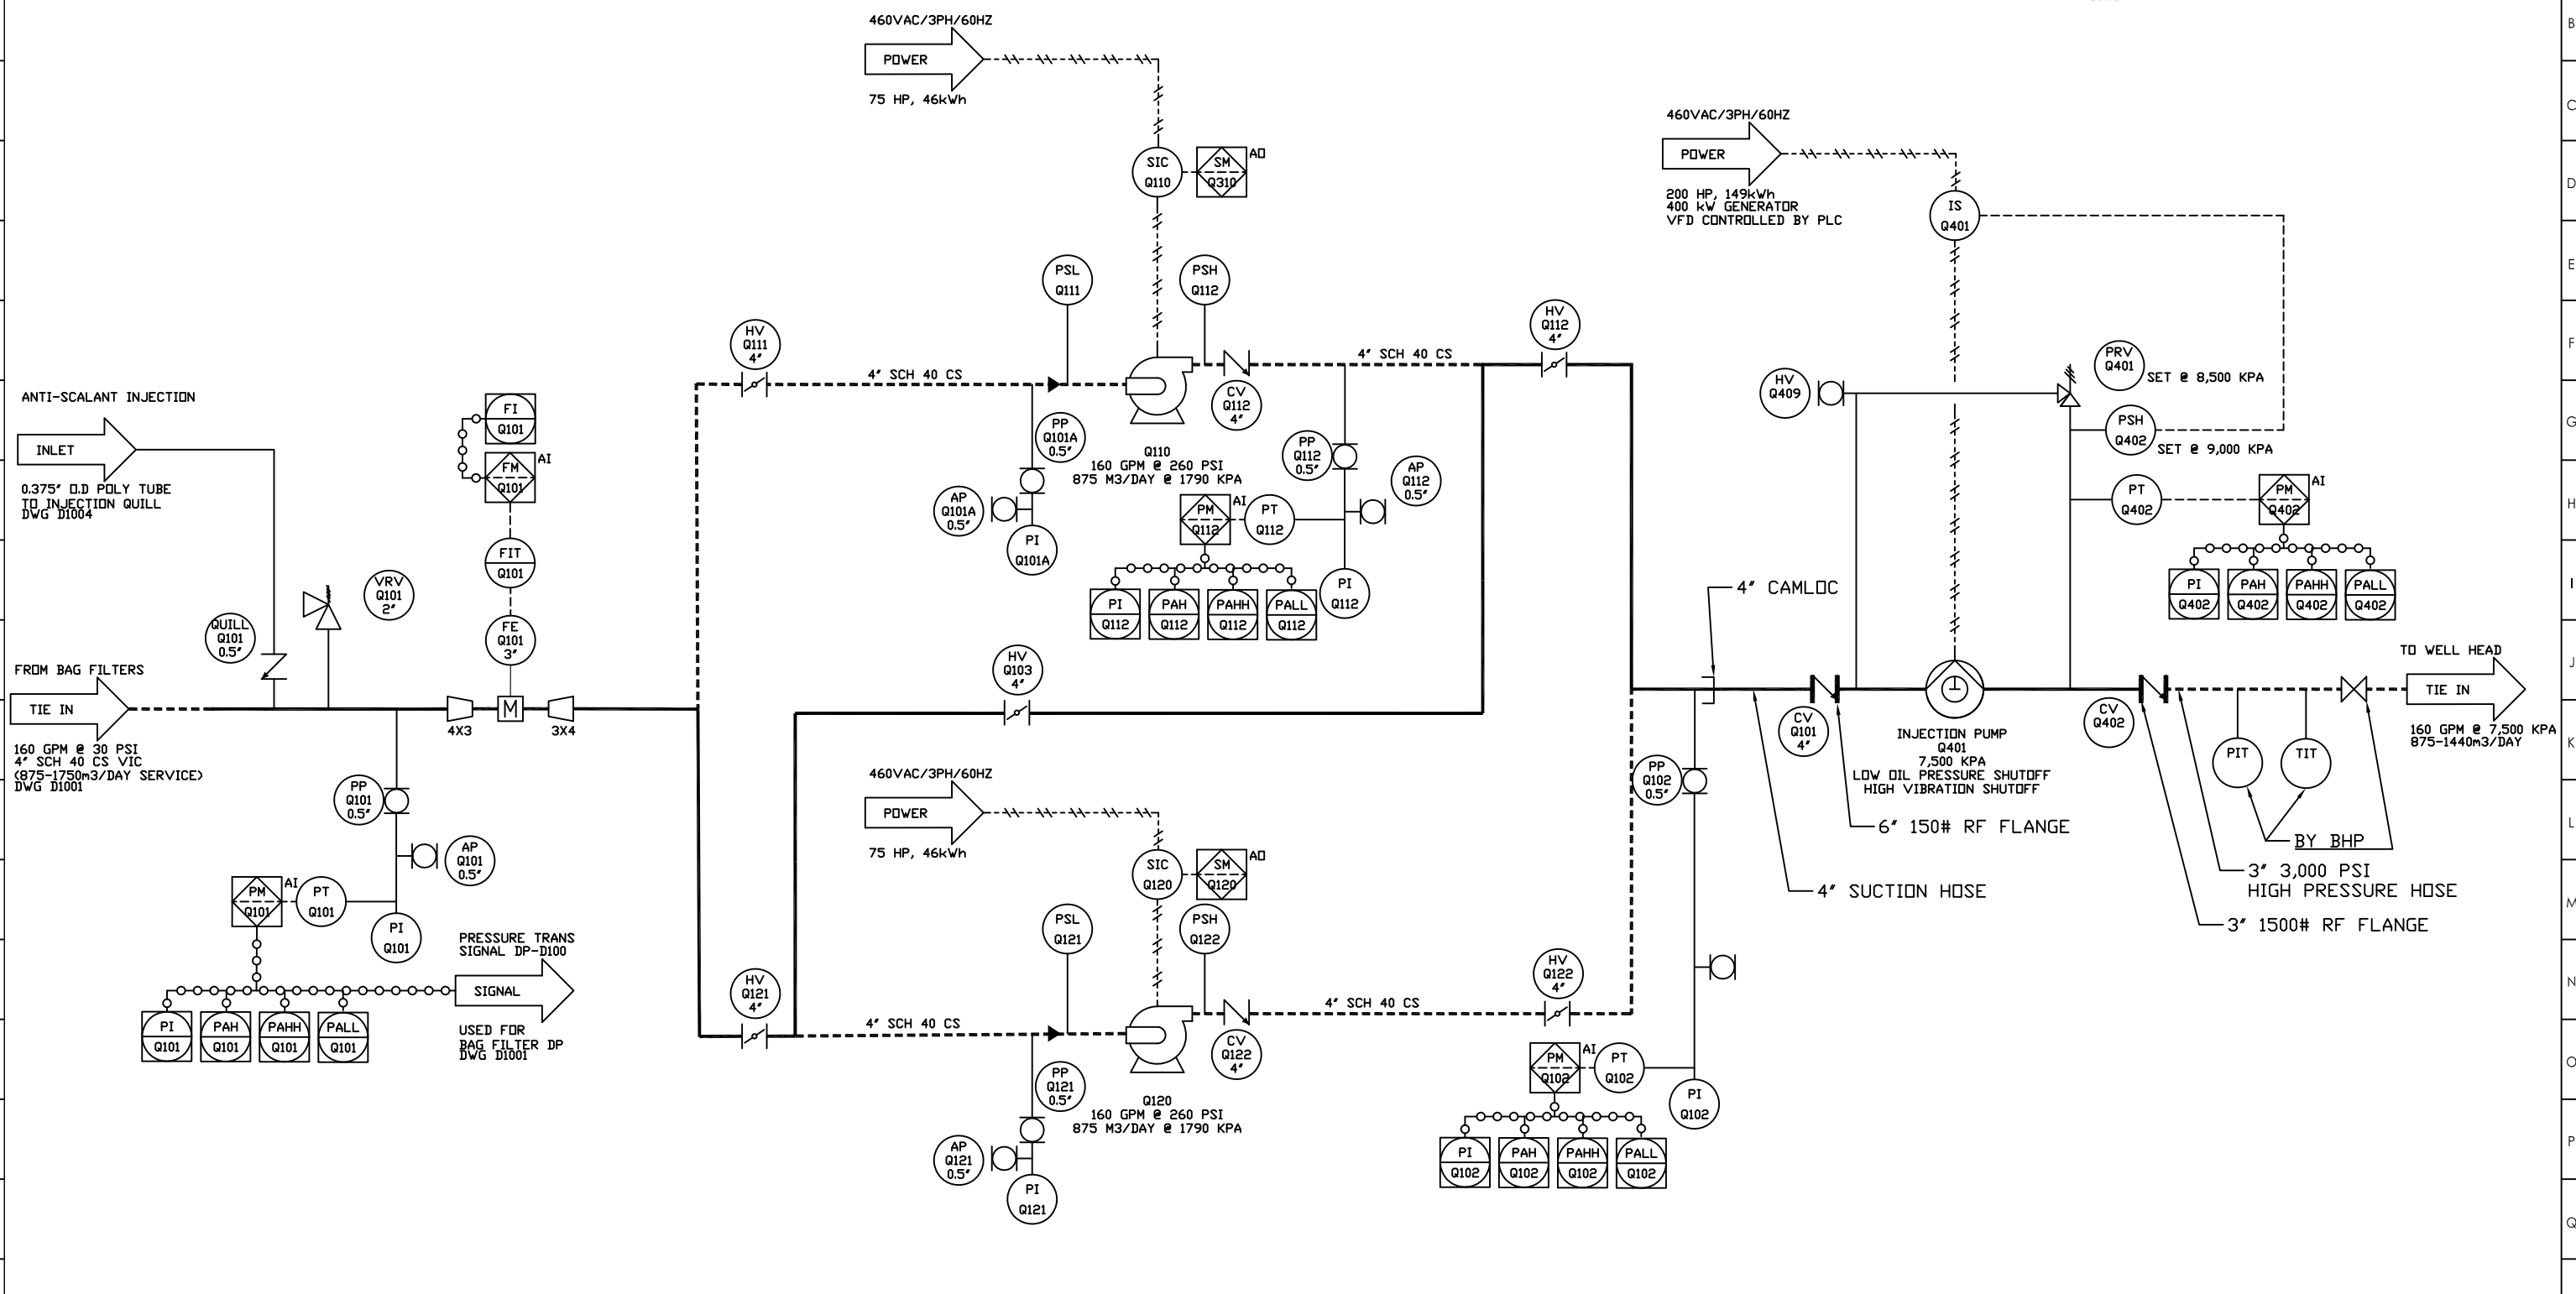 460VAC/3PH/60HZ
POWER
75 HP, 46kWh
SIC
Q110
SM
Q310
AO
460VAC/3PH/60HZ
POWER
200 HP, 149kWh
400 kW GENERATOR
VFD CONTROLLED BY PLC
IS
Q401
PSL
Q111
PSH
Q112
HV
Q111
4"
4" SCH 40 CS
4" SCH 40 CS
HV
Q112
4"
CV
Q112
4"
PP
Q101A
0.5"
AP
Q101A
0.5"
PI
Q101A
Q110
160 GPM @ 260 PSI
875 M3/DAY @ 1790 KPA
PP
Q112
0.5"
AP
Q112
0.5"
PM
Q112
AI
PT
Q112
PI
Q112
PI
Q112
PAH
Q112
PAHH
Q112
PALL
Q112
ANTI-SCALANT INJECTION
INLET
0.375" O.D POLY TUBE
TO INJECTION QUILL
DWG D1004
FI
Q101
FM
Q101
AI
FIT
Q101
FE
Q101
3"
VRV
Q101
2"
QUILL
Q101
0.5"
FROM BAG FILTERS
TIE IN
160 GPM @ 30 PSI
4" SCH 40 CS VIC
(875-1750m3/DAY SERVICE)
DWG D1001
4X3
M
3X4
PP
Q101
0.5"
AP
Q101
0.5"
PM
Q101
AI
PT
Q101
PI
Q101
PRESSURE TRANS
SIGNAL DP-D100
SIGNAL
USED FOR
BAG FILTER DP
DWG D1001
PI
Q101
PAH
Q101
PAHH
Q101
PALL
Q101
HV
Q103
4"
460VAC/3PH/60HZ
POWER
75 HP, 46kWh
SIC
Q120
SM
Q120
AO
PSL
Q121
PSH
Q122
HV
Q121
4"
4" SCH 40 CS
4" SCH 40 CS
HV
Q122
4"
CV
Q122
4"
PP
Q121
0.5"
AP
Q121
0.5"
PI
Q121
Q120
160 GPM @ 260 PSI
875 M3/DAY @ 1790 KPA
PP
Q102
0.5"
PM
Q102
AI
PT
Q102
PI
Q102
PI
Q102
PAH
Q102
PAHH
Q102
PALL
Q102
4" CAMLOC
HV
Q409
PRV
Q401
SET @ 8,500 KPA
PSH
Q402
SET @ 9,000 KPA
PT
Q402
PM
Q402
AI
PI
Q402
PAH
Q402
PAHH
Q402
PALL
Q402
CV
Q101
4"
INJECTION PUMP
Q401
7,500 KPA
LOW OIL PRESSURE SHUTOFF
HIGH VIBRATION SHUTOFF
CV
Q402
PIT
TIT
TO WELL HEAD
TIE IN
160 GPM @ 7,500 KPA
875-1440m3/DAY
6" 150# RF FLANGE
4" SUCTION HOSE
BY BHP
3" 3,000 PSI
HIGH PRESSURE HOSE
3" 1500# RF FLANGE
B
C
D
E
F
G
H
I
J
K
L
M
N
O
P
Q